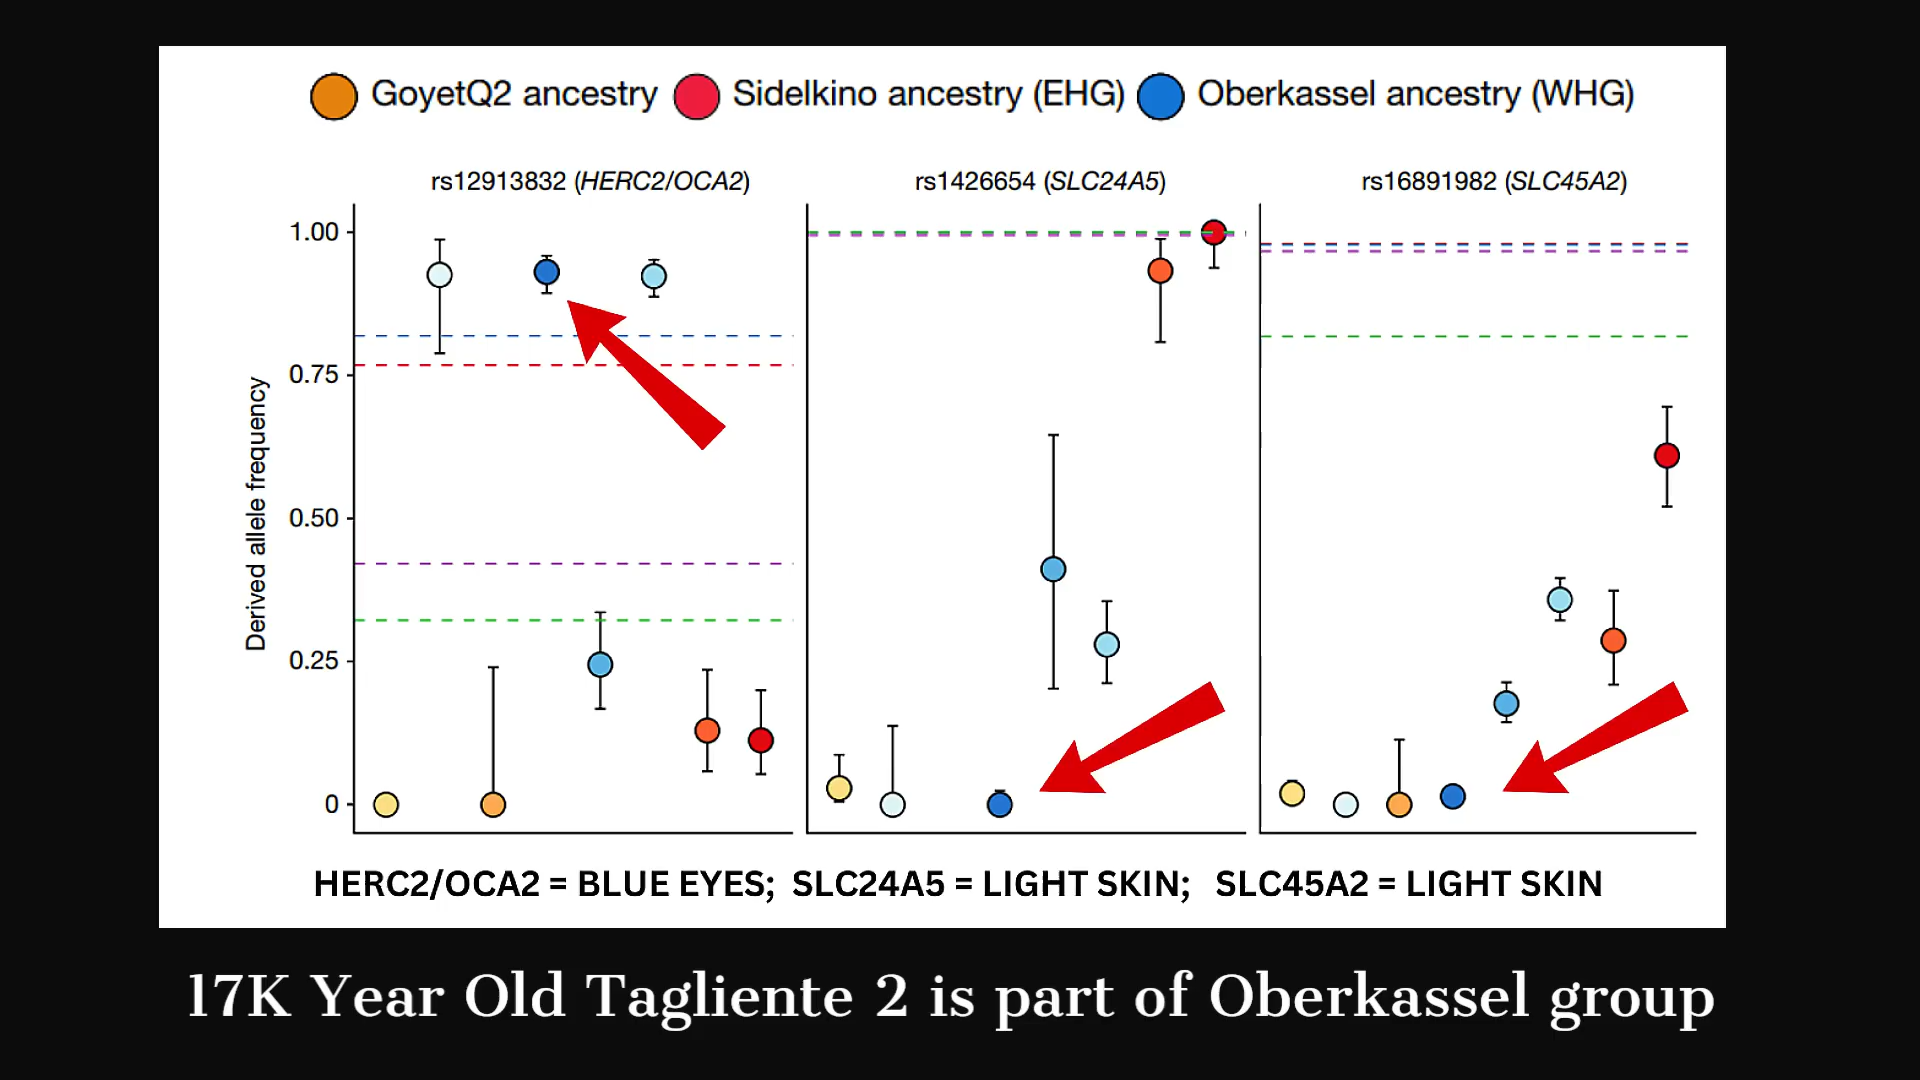 GoyetQ2 ancestry Sidelkino ancestry (EHG) Oberkassel ancestry (WHG)
rs12913832 (HERC2/OCA2) rs1426654 (SLC24A5) rs16891982 (SLC45A2)
1.00
0.75
0.50
0.25
0
Derived allele frequency
HERC2/OCA2 = BLUE EYES; SLC24A5 = LIGHT SKIN; SLC45A2 = LIGHT SKIN
17K Year Old Tagliente 2 is part of Oberkassel group